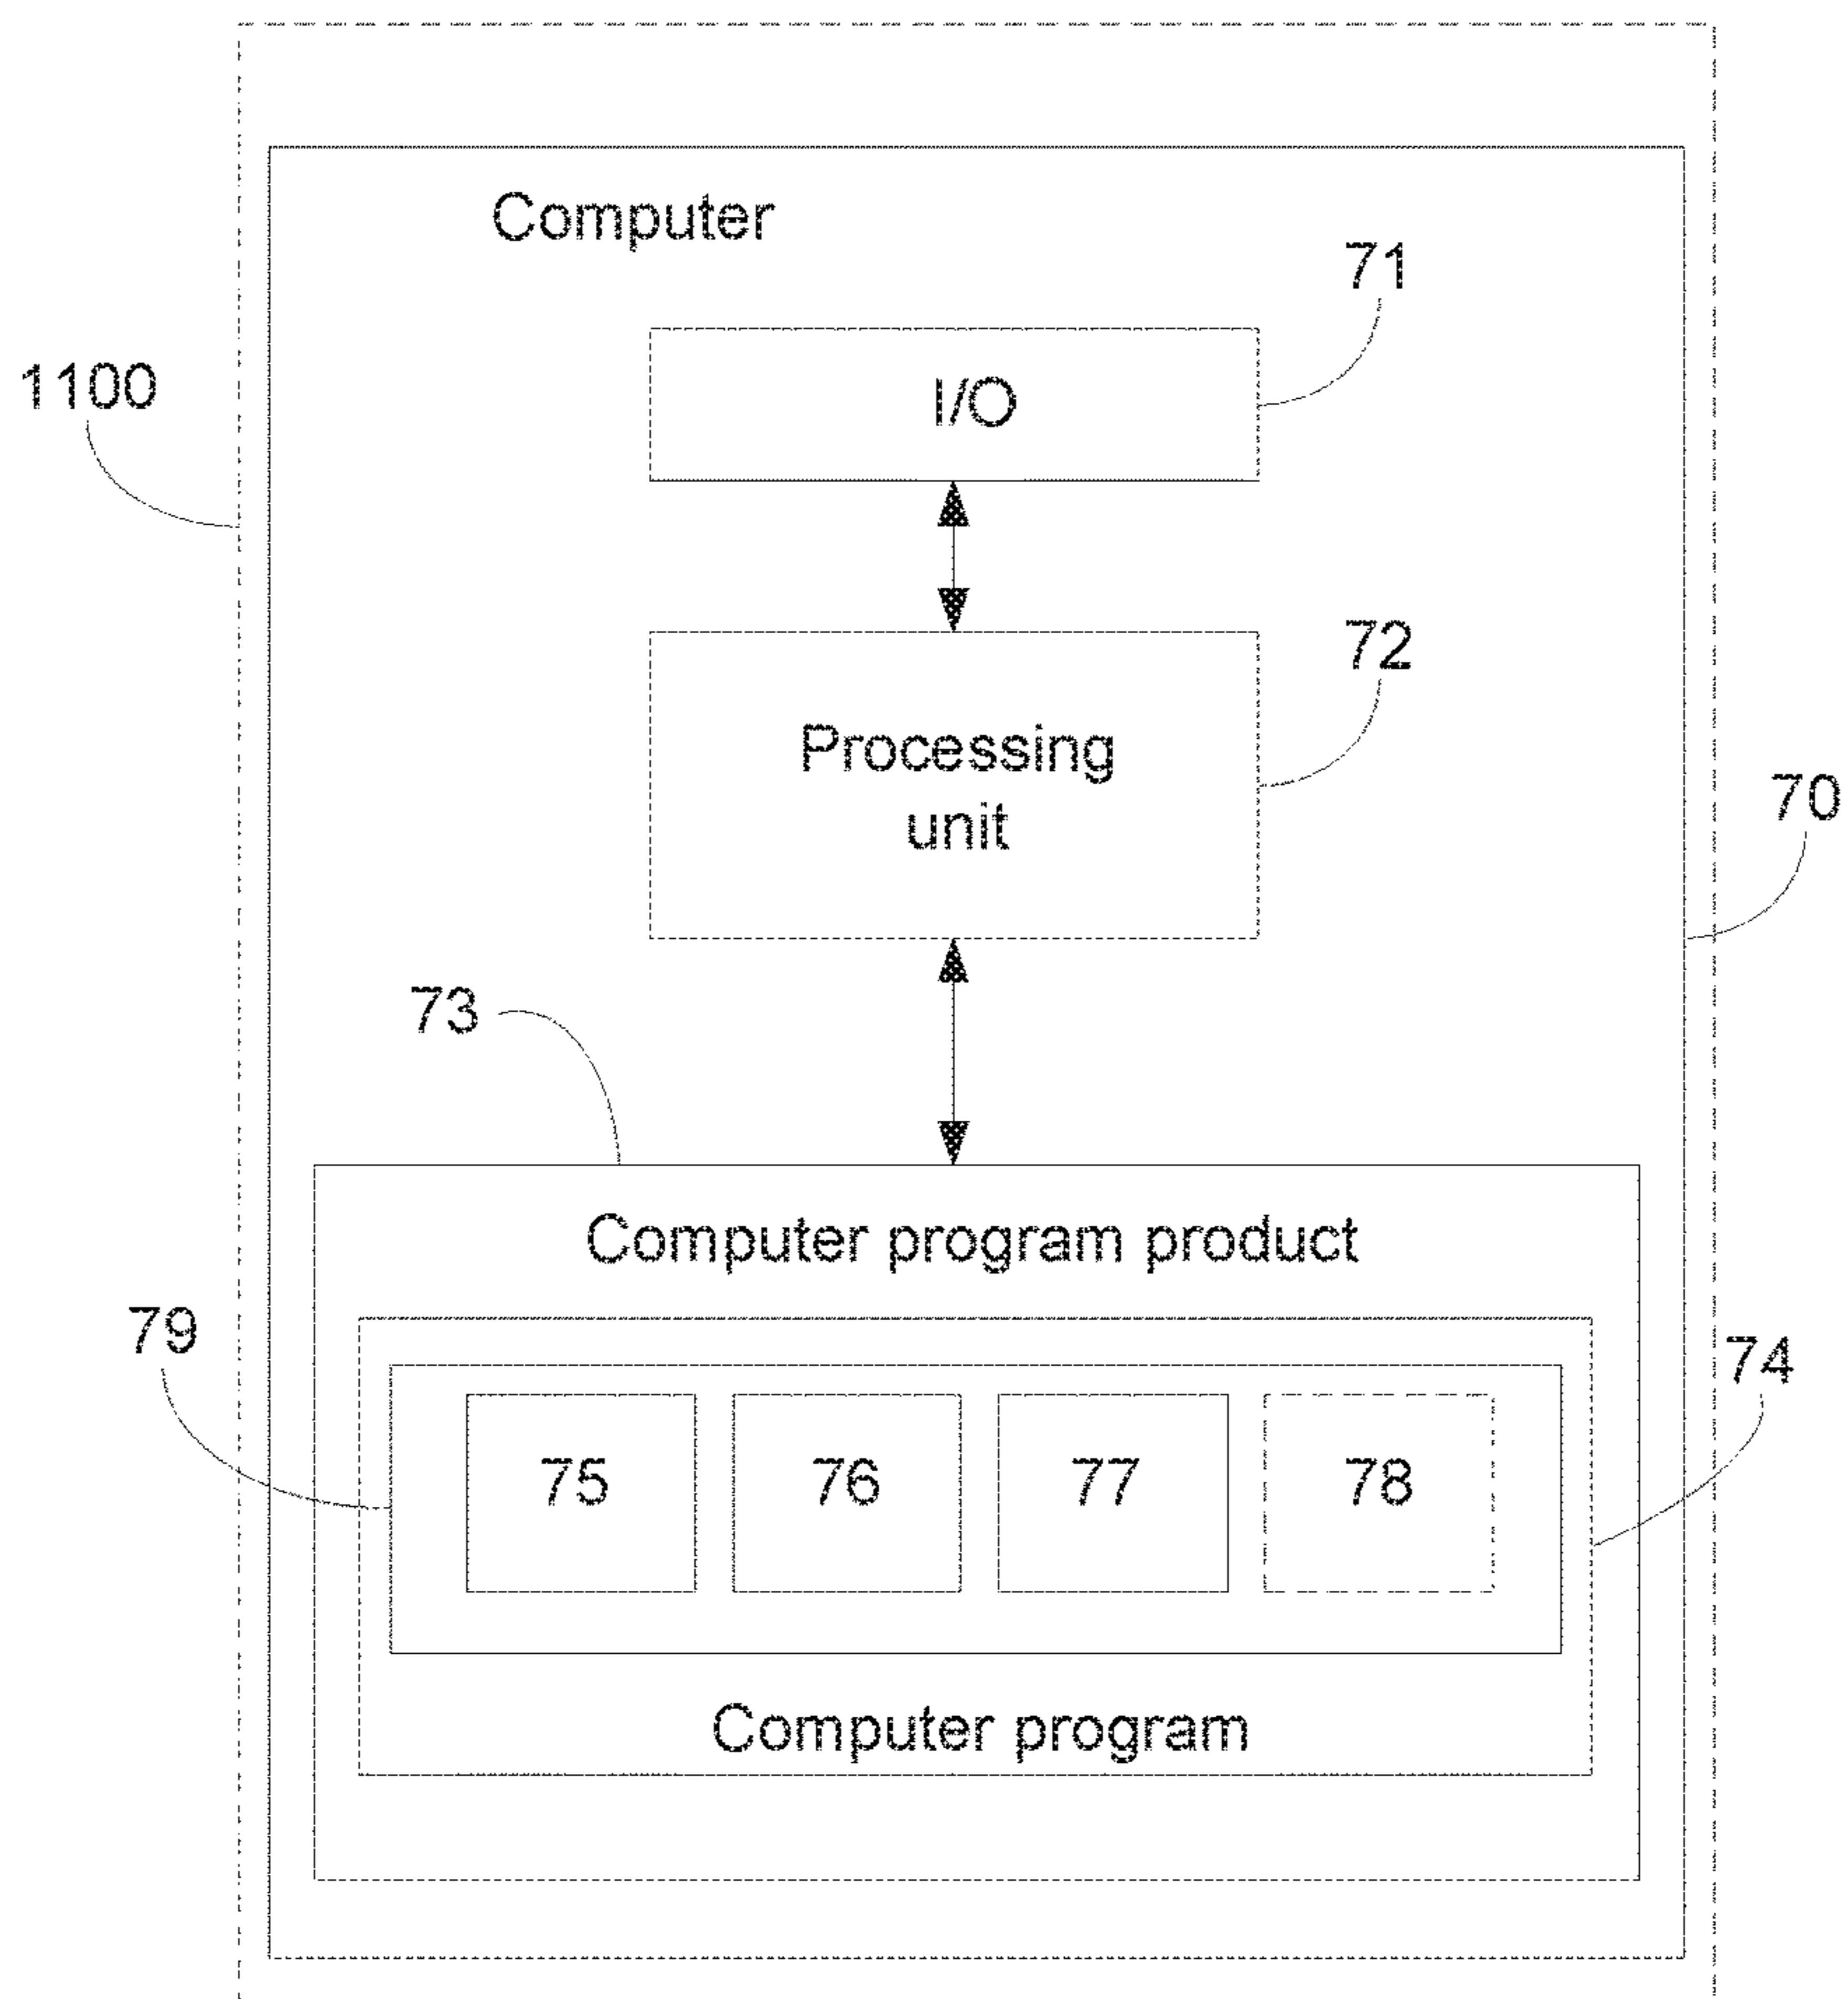 Computer
71
I/O
1100
72
Processing
unit
70
73
Computer program product
79
74
75 76 77 78
Computer program